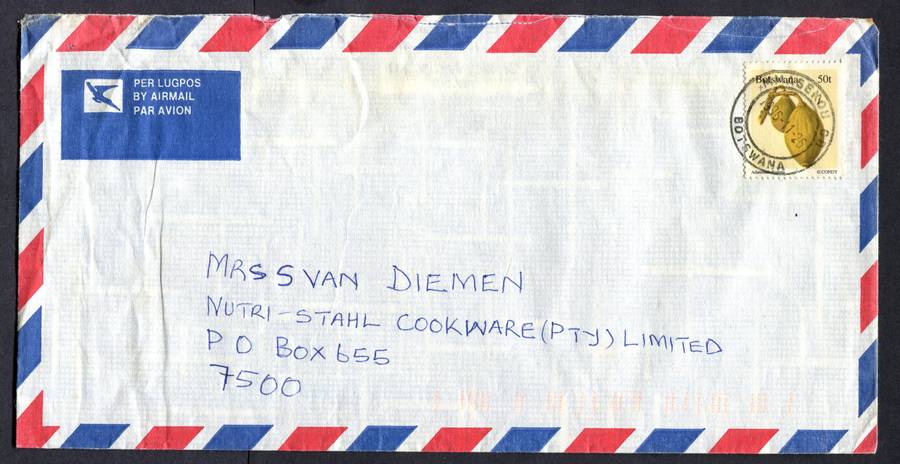 PER LUGPOS
BY AIRMAIL
PAR AVION
Botswana 50t
BOTSWANA
G.CONDY
MRS S VAN DIEMEN
NUTRI-STAHL COOKWARE (PTY) LIMITED
P O BOX 655
7500